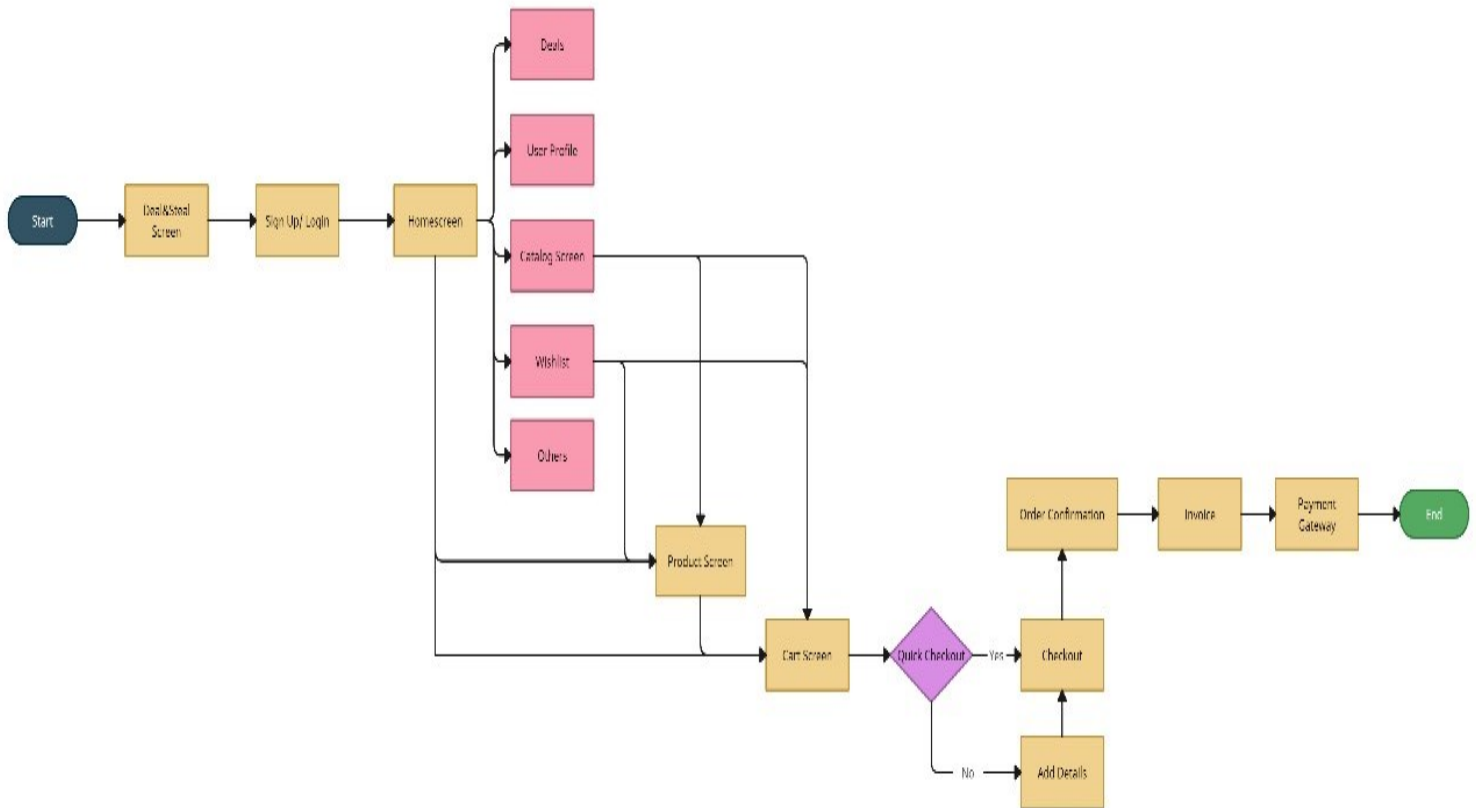 Deals
User Profile
Start
Deal&Steal
Screen
Sign Up/ Login
Homescreen
Catalog Screen
Wishlist
Others
Order Confirmation
Invoice
Payment
Gateway
End
Product Screen
Cart Screen
Quick Checkout
Yes
Checkout
No
Add Details